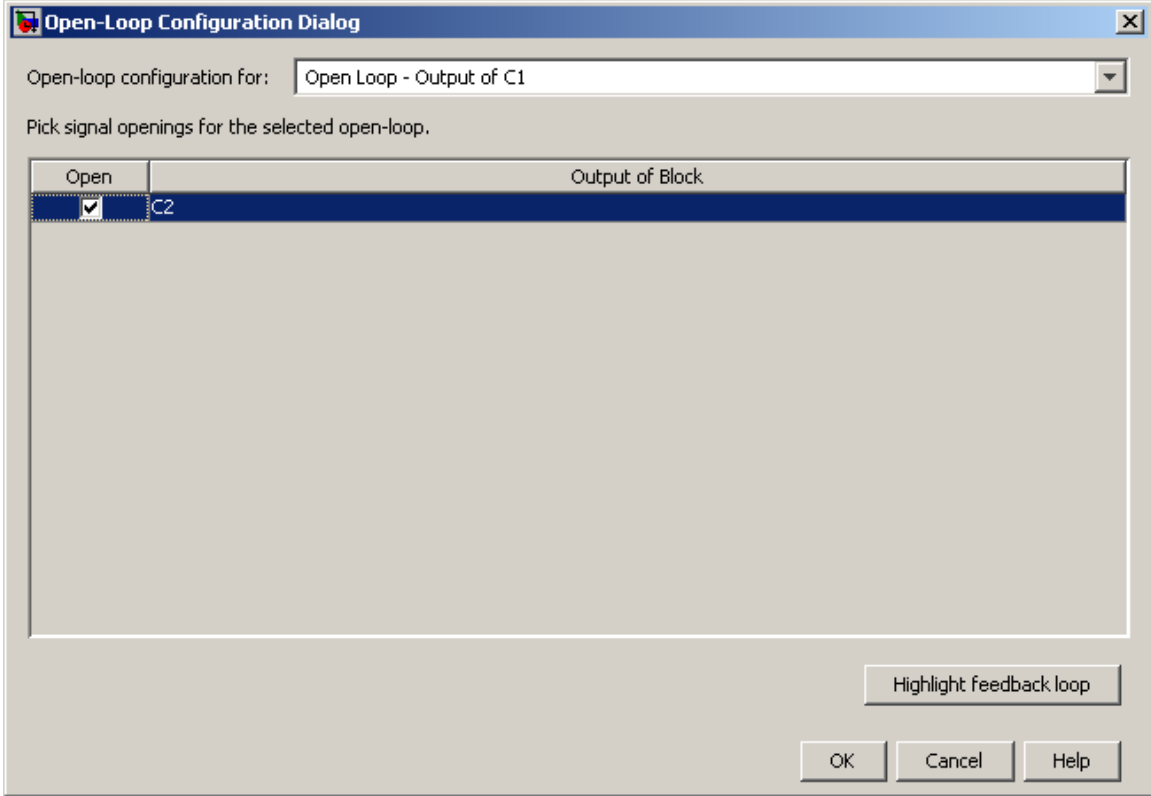 Open-Loop Configuration Dialog
Open-loop configuration for: Open Loop - Output of C1
Pick signal openings for the selected open-loop.
Open Output of Block
C2
Highlight feedback loop
OK Cancel Help